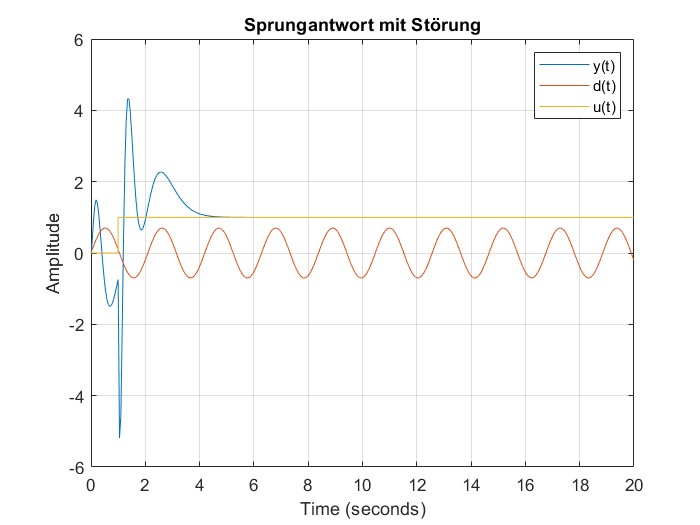 Sprungantwort mit Störung
6
4
2
0
-2
-4
-6
Amplitude
0 2 4 6 8 10 12 14 16 18 20
Time (seconds)
y(t)
d(t)
u(t)